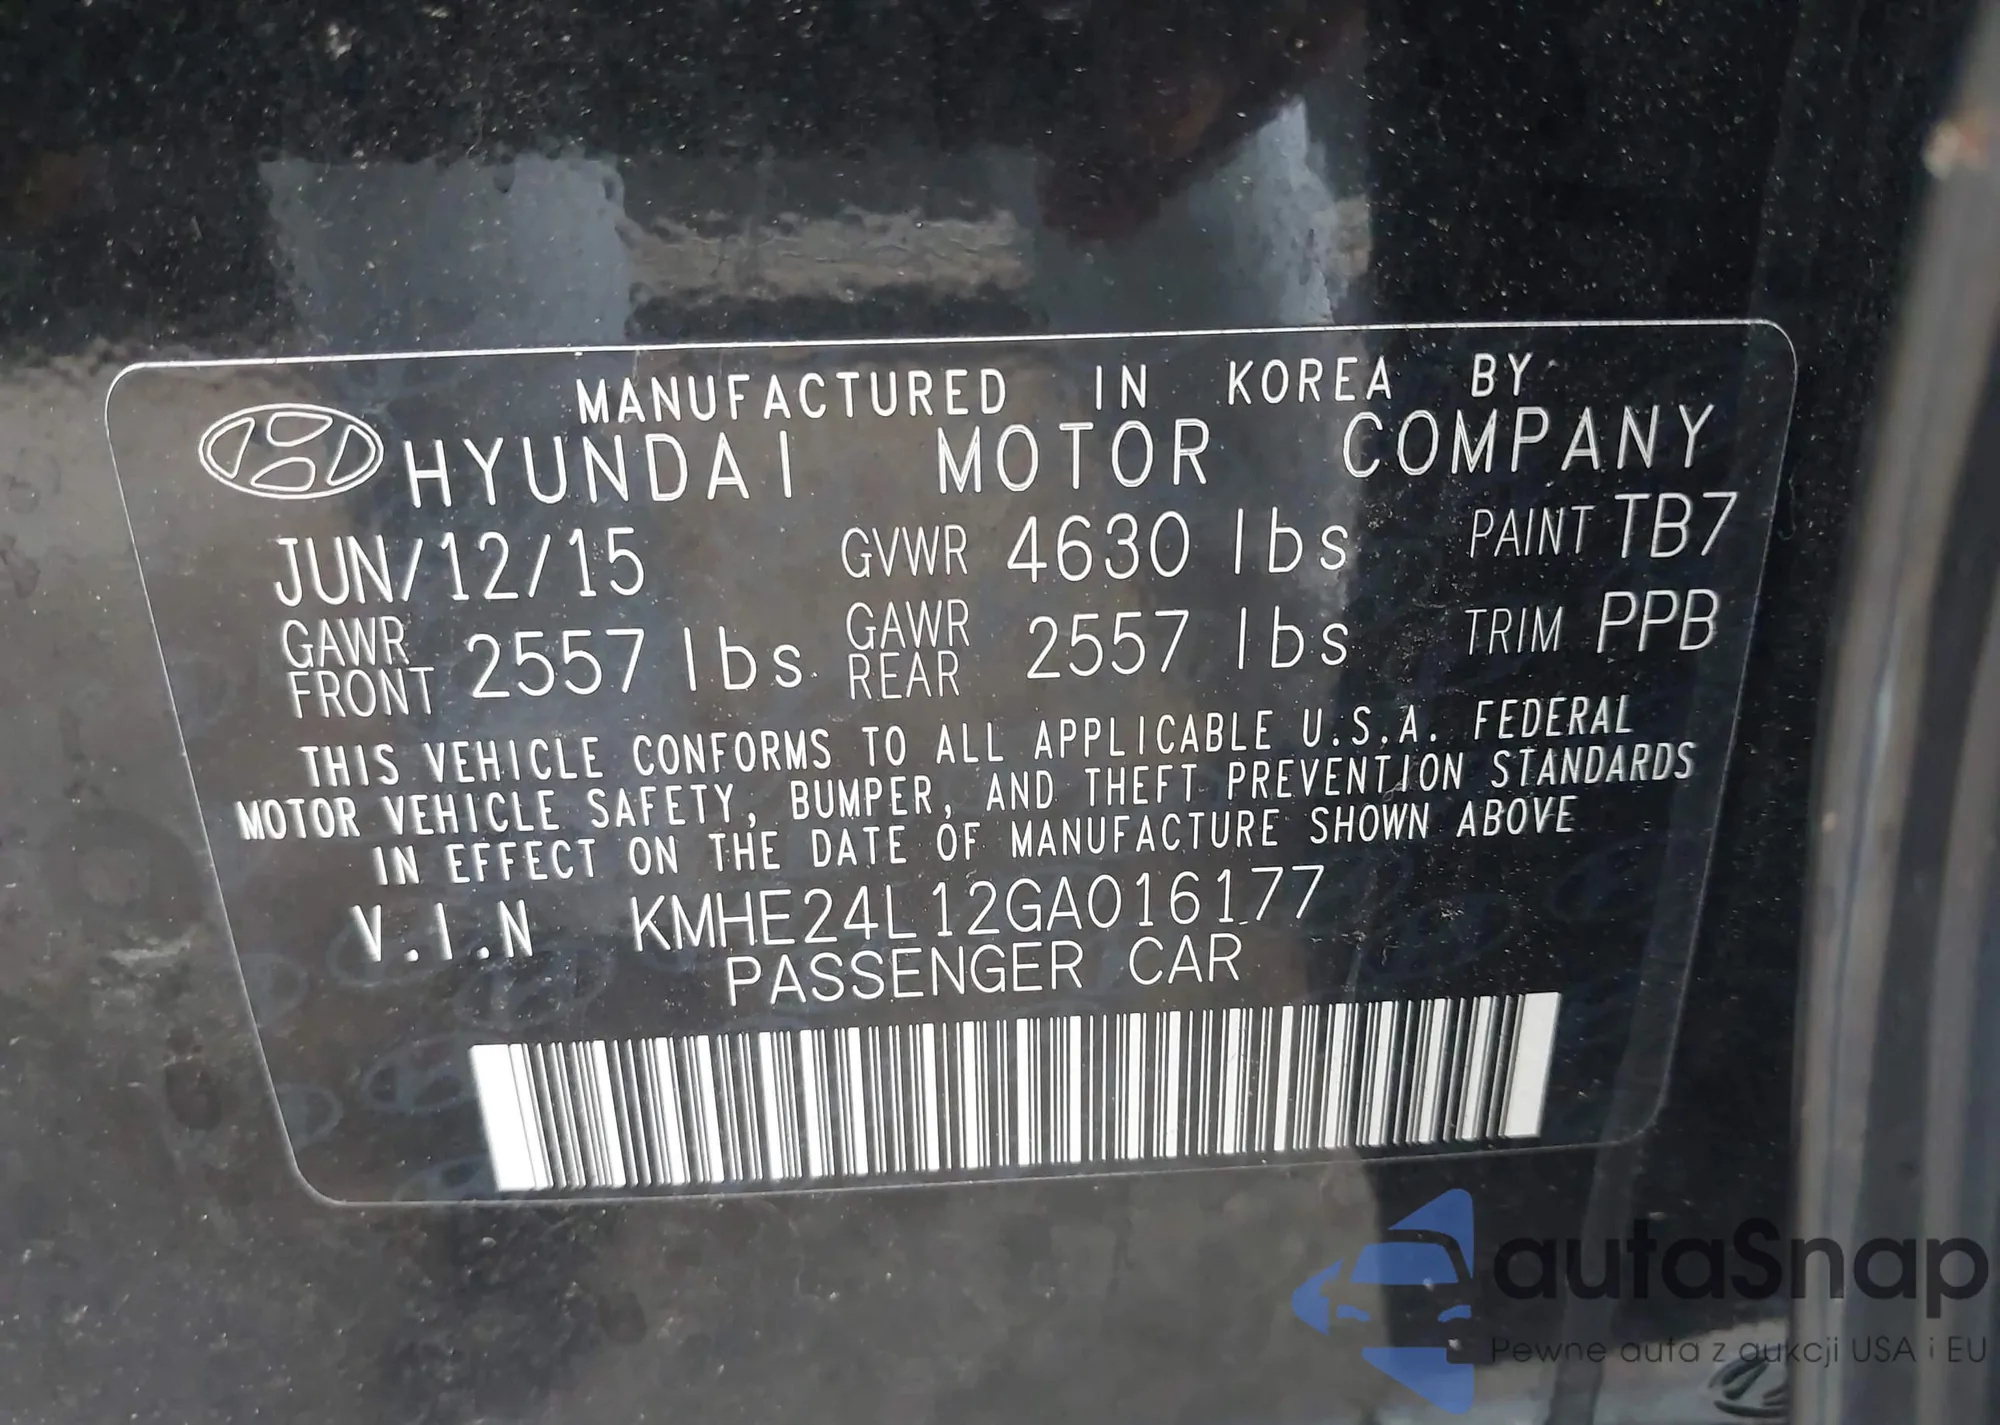 MANUFACTURED IN KOREA BY
HYUNDAI MOTOR COMPANY
JUN/12/15 GVWR 4630 lbs PAINT TB7
GAWR FRONT 2557 lbs GAWR REAR 2557 lbs TRIM PPB
THIS VEHICLE CONFORMS TO ALL APPLICABLE U.S.A. FEDERAL
MOTOR VEHICLE SAFETY, BUMPER, AND THEFT PREVENTION STANDARDS
IN EFFECT ON THE DATE OF MANUFACTURE SHOWN ABOVE
V.I.N KMHE24L12GA016177
PASSENGER CAR
autaSnap
Pewne auta z aukcji USA i EU